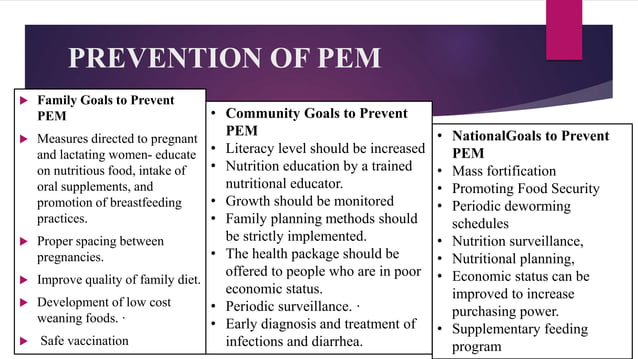 PREVENTION OF PEM
Family Goals to Prevent
PEM
Measures directed to pregnant
and lactating women- educate
on nutritious food, intake of
oral supplements, and
promotion of breastfeeding
practices.
Proper spacing between
pregnancies.
Improve quality of family diet.
Development of low cost
weaning foods. ·
Safe vaccination
• Community Goals to Prevent
PEM
• Literacy level should be increased
• Nutrition education by a trained
nutritional educator.
• Growth should be monitored
• Family planning methods should
be strictly implemented.
• The health package should be
offered to people who are in poor
economic status.
• Periodic surveillance. ·
• Early diagnosis and treatment of
infections and diarrhea.
• NationalGoals to Prevent
PEM
• Mass fortification
• Promoting Food Security
• Periodic deworming
schedules
• Nutrition surveillance,
• Nutritional planning,
• Economic status can be
improved to increase
purchasing power.
• Supplementary feeding
program